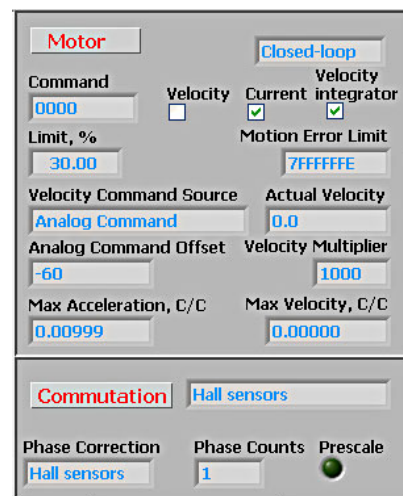 Motor
Closed-loop
Command
Velocity
Current
Velocity integrator
0000
Limit, %
Motion Error Limit
30.00
7FFFFFFE
Velocity Command Source
Actual Velocity
Analog Command
0.0
Analog Command Offset
Velocity Multiplier
-60
1000
Max Acceleration, C/C
Max Velocity, C/C
0.00999
0.00000
Commutation
Hall sensors
Phase Correction
Phase Counts
Prescale
Hall sensors
1